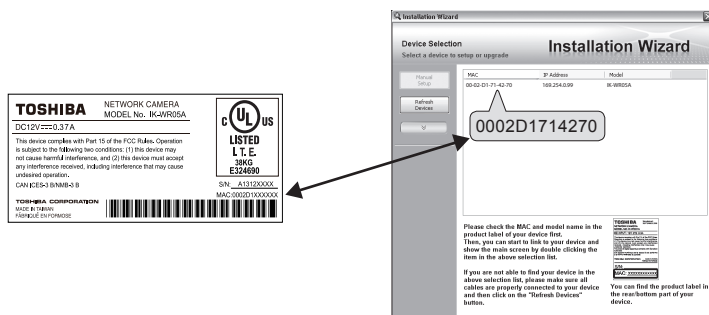 TOSHIBA
NETWORK CAMERA
MODEL No. IK-WR05A
DC12V⎓0.37A
This device complies with Part 15 of the FCC Rules. Operation
is subject to the following two conditions: (1) this device may
not cause harmful interference, and (2) this device must accept
any interference received, including interference that may cause
undesired operation.
CAN ICES-3 B/NMB-3 B
TOSHIBA CORPORATION
MADE IN TAIWAN
FABRIQUÉ EN FORMOSE
C UL US
LISTED
I. T. E.
38KG
E324690
S/N: A1312XXXX
MAC:0002D1XXXXXX
Installation Wizard
Device Selection
Select a device to setup or upgrade
Installation Wizard
Manual
Setup
Refresh
Devices
MAC IP Address Model
00-02-D1-71-42-70 169.254.0.99 IK-WR05A
0002D1714270
Please check the MAC and model name in the
product label of your device first.
Then, you can start to link to your device and
show the main screen by double clicking the
item in the above selection list.
If you are not able to find your device in the
above selection list, please make sure all
cables are properly connected to your device
and then click on the "Refresh Devices"
button.
TOSHIBA
S/N:
MAC: xxxxxxxxxxxx
You can find the product label in
the rear/bottom part of your
device.